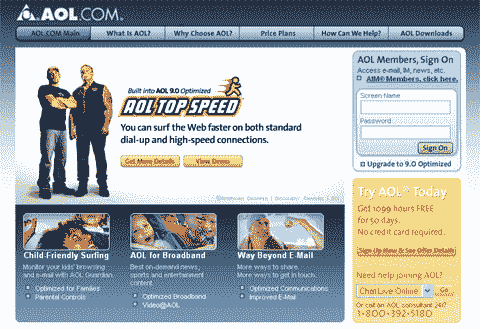 AOL.COM
AOL.COM Main
What Is AOL?
Why Choose AOL?
Price Plans
How Can We Help?
AOL Downloads
Built into AOL 9.0 Optimized
AOL TOP SPEED
You can surf the Web faster on both standard
dial-up and high-speed connections.
Get More Details
View Demo
AOL Members, Sign On
Access e-mail, IM, news, etc.
AIM® Members, click here.
Screen Name
Password
Sign On
Upgrade to 9.0 Optimized
Try AOL® Today
Get 1099 hours FREE
for 50 days.
No credit card required.
Sign Up Now & See Offer Details
Need help joining AOL?
Chat Live Online
Go
Or call an AOL consultant 24/7
1-800-392-5180
Child-Friendly Surfing
Monitor your kids' browsing
and e-mail with AOL Guardian.
Optimized for Families
Parental Controls
AOL for Broadband
Best on-demand news,
sports and entertainment
content.
Optimized Broadband
Video@AOL
Way Beyond E-Mail
More ways to share.
More ways to get in touch.
Optimized Communications
Improved E-Mail